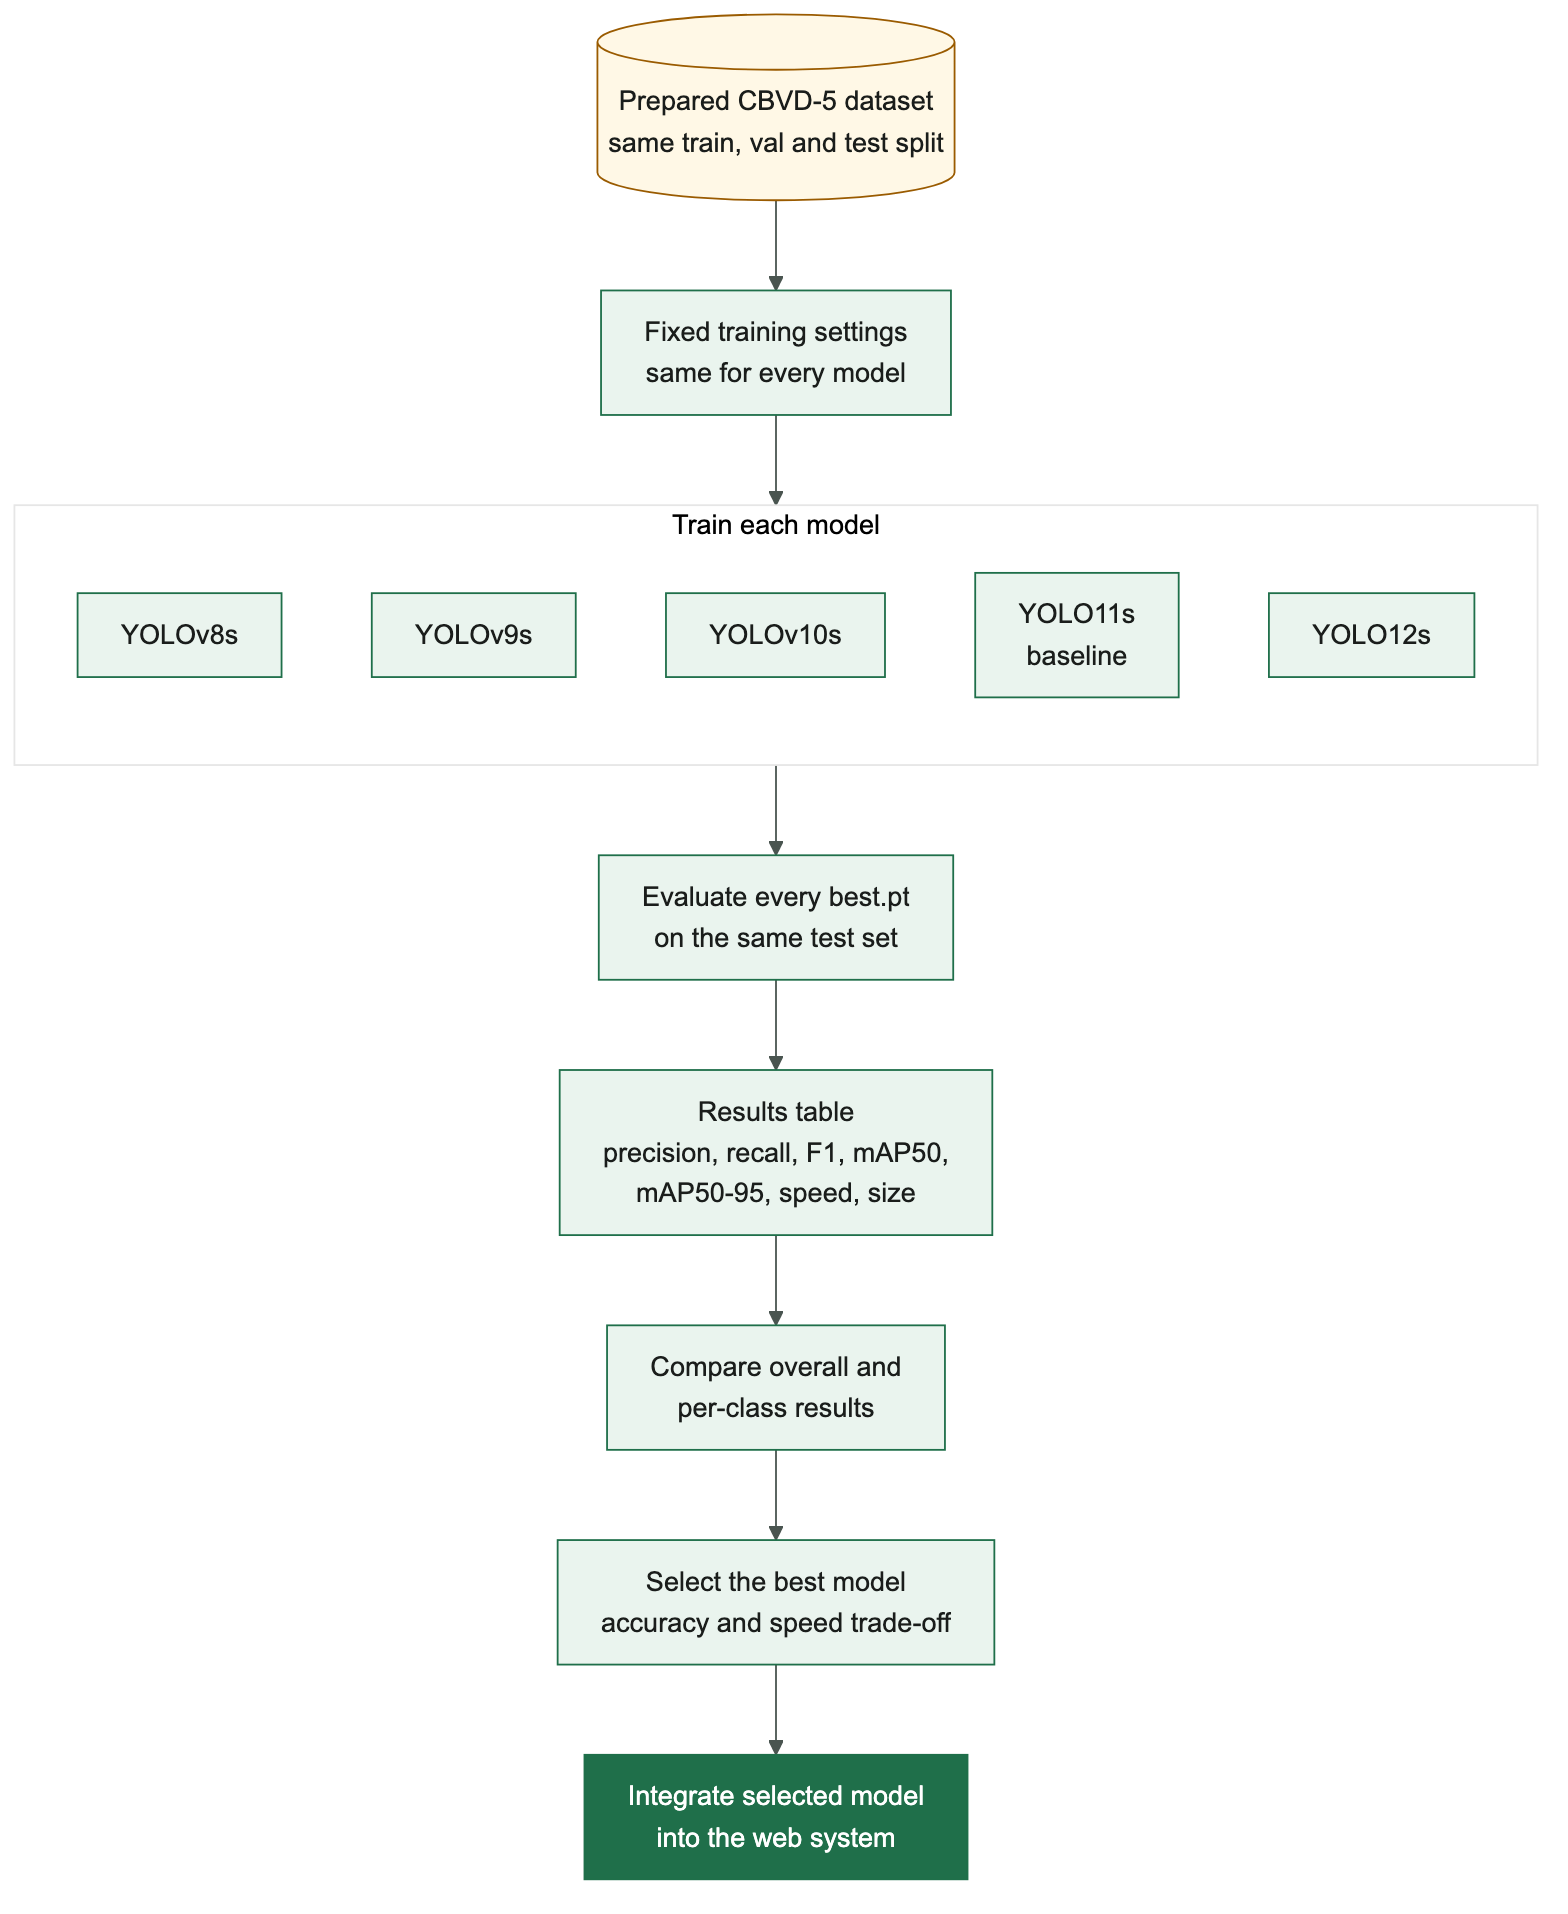 Prepared CBVD-5 dataset
same train, val and test split
Fixed training settings
same for every model
Train each model
YOLOv8s
YOLOv9s
YOLOv10s
YOLO11s
baseline
YOLO12s
Evaluate every best.pt
on the same test set
Results table
precision, recall, F1, mAP50,
mAP50-95, speed, size
Compare overall and
per-class results
Select the best model
accuracy and speed trade-off
Integrate selected model
into the web system